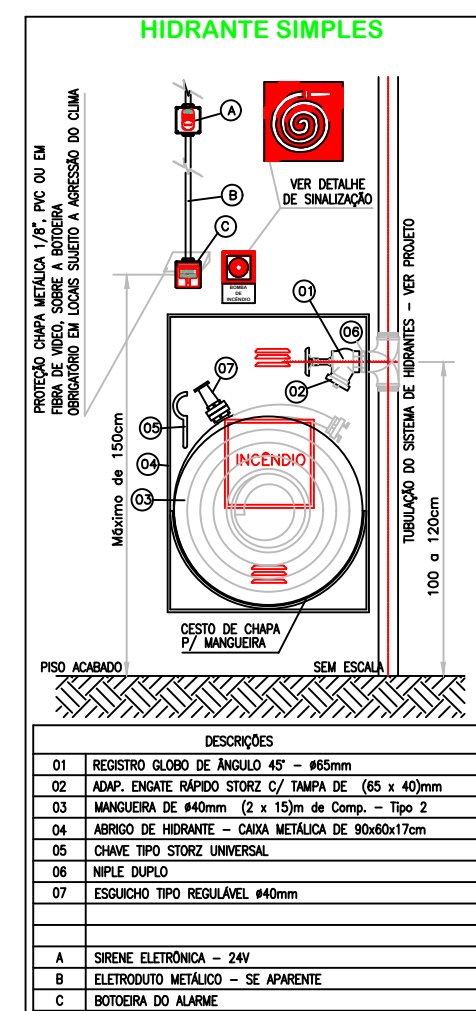 HIDRANTE SIMPLES
PROTEÇÃO CHAPA METÁLICA 1/8", PVC OU EM
FIBRA DE VIDEO, SOBRE A BOTOEIRA
OBRIGATÓRIO EM LOCAIS SUJEITO A AGRESSÃO DO CLIMA
A
B
C
VER DETALHE
DE SINALIZAÇÃO
BOMBA
DE
INCÊNDIO
01
06
02
07
05
04
03
INCÊNDIO
Máximo de 150cm
TUBULAÇÃO DO SISTEMA DE HIDRANTES - VER PROJETO
100 a 120cm
CESTO DE CHAPA
P/ MANGUEIRA
PISO ACABADO SEM ESCALA
DESCRIÇÕES
01 REGISTRO GLOBO DE ÂNGULO 45° - ø65mm
02 ADAP. ENGATE RÁPIDO STORZ C/ TAMPA DE (65 x 40)mm
03 MANGUEIRA DE ø40mm (2 x 15)m de Comp. - Tipo 2
04 ABRIGO DE HIDRANTE - CAIXA METÁLICA DE 90x60x17cm
05 CHAVE TIPO STORZ UNIVERSAL
06 NIPLE DUPLO
07 ESGUICHO TIPO REGULÁVEL ø40mm
A SIRENE ELETRÔNICA - 24V
B ELETRODUTO METÁLICO - SE APARENTE
C BOTOEIRA DO ALARME